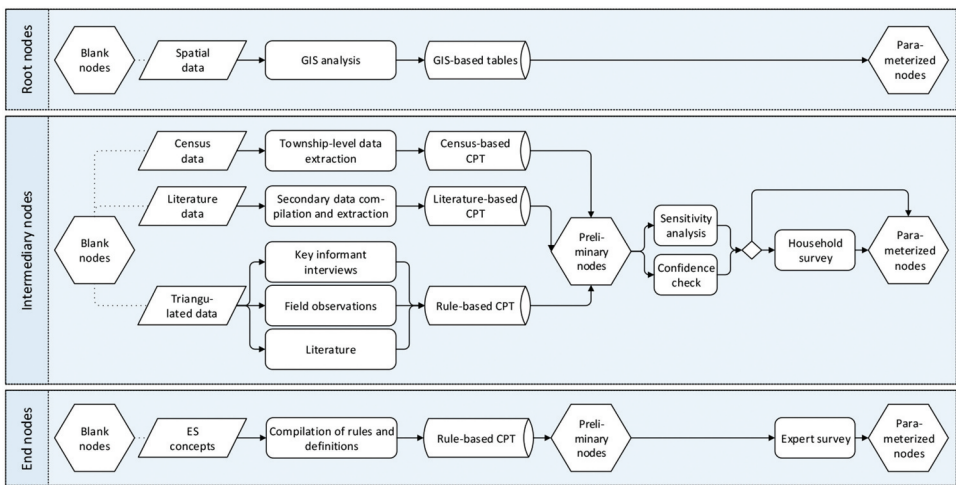 Root nodes
Blank
nodes
Spatial
data
GIS analysis
GIS-based tables
Para-
meterized
nodes
Intermediary nodes
Blank
nodes
Census
data
Township-level data
extraction
Census-based
CPT
Literature
data
Secondary data com-
pilation and extraction
Literature-based
CPT
Triangu-
lated data
Key informant
interviews
Field observations
Literature
Rule-based CPT
Preli-
minary
nodes
Sensitivity
analysis
Confidence
check
Household
survey
Para-
meterized
nodes
End nodes
Blank
nodes
ES
concepts
Compilation of rules and
definitions
Rule-based CPT
Preli-
minary
nodes
Expert survey
Para-
meterized
nodes